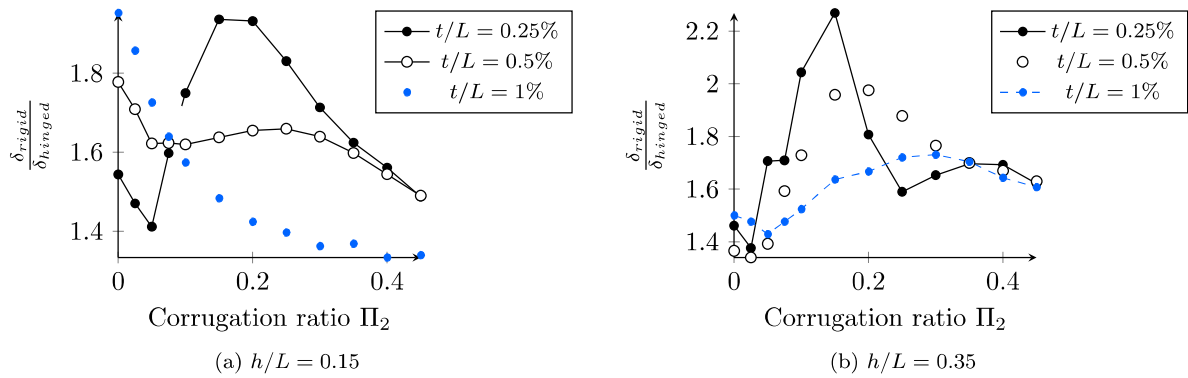 t/L = 0.25%
t/L = 0.5%
t/L = 1%
1.8
1.6
1.4
δrigid
δhinged
0 0.2 0.4
Corrugation ratio Π₂
(a) h/L = 0.15
t/L = 0.25%
t/L = 0.5%
t/L = 1%
2.2
2
1.8
1.6
1.4
δrigid
δhinged
0 0.2 0.4
Corrugation ratio Π₂
(b) h/L = 0.35